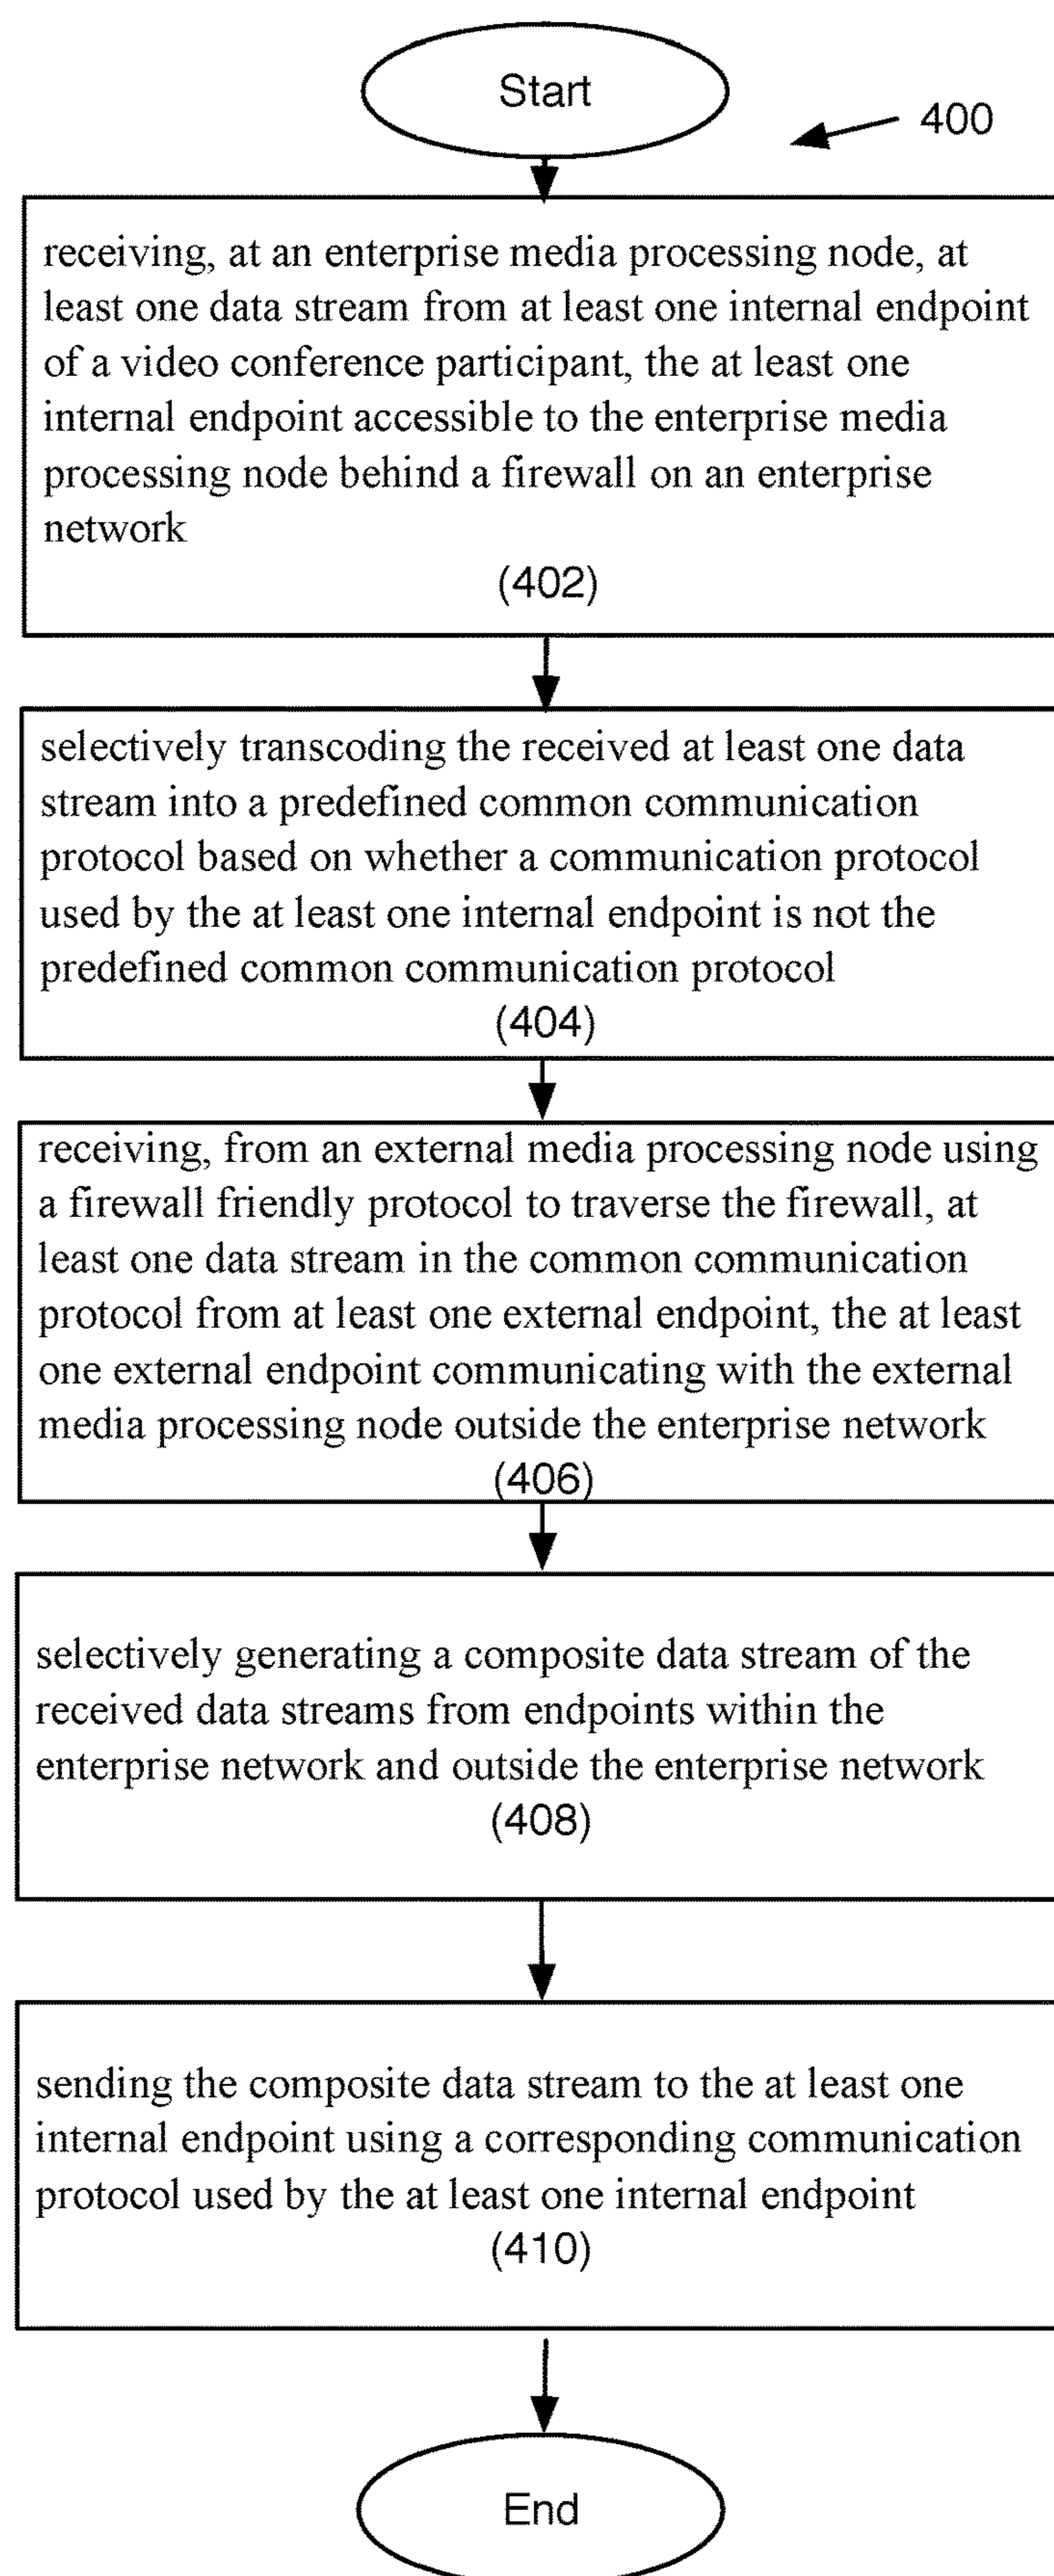 Start
400
receiving, at an enterprise media processing node, at
least one data stream from at least one internal endpoint
of a video conference participant, the at least one
internal endpoint accessible to the enterprise media
processing node behind a firewall on an enterprise
network
(402)
selectively transcoding the received at least one data
stream into a predefined common communication
protocol based on whether a communication protocol
used by the at least one internal endpoint is not the
predefined common communication protocol
(404)
receiving, from an external media processing node using
a firewall friendly protocol to traverse the firewall, at
least one data stream in the common communication
protocol from at least one external endpoint, the at least
one external endpoint communicating with the external
media processing node outside the enterprise network
(406)
selectively generating a composite data stream of the
received data streams from endpoints within the
enterprise network and outside the enterprise network
(408)
sending the composite data stream to the at least one
internal endpoint using a corresponding communication
protocol used by the at least one internal endpoint
(410)
End